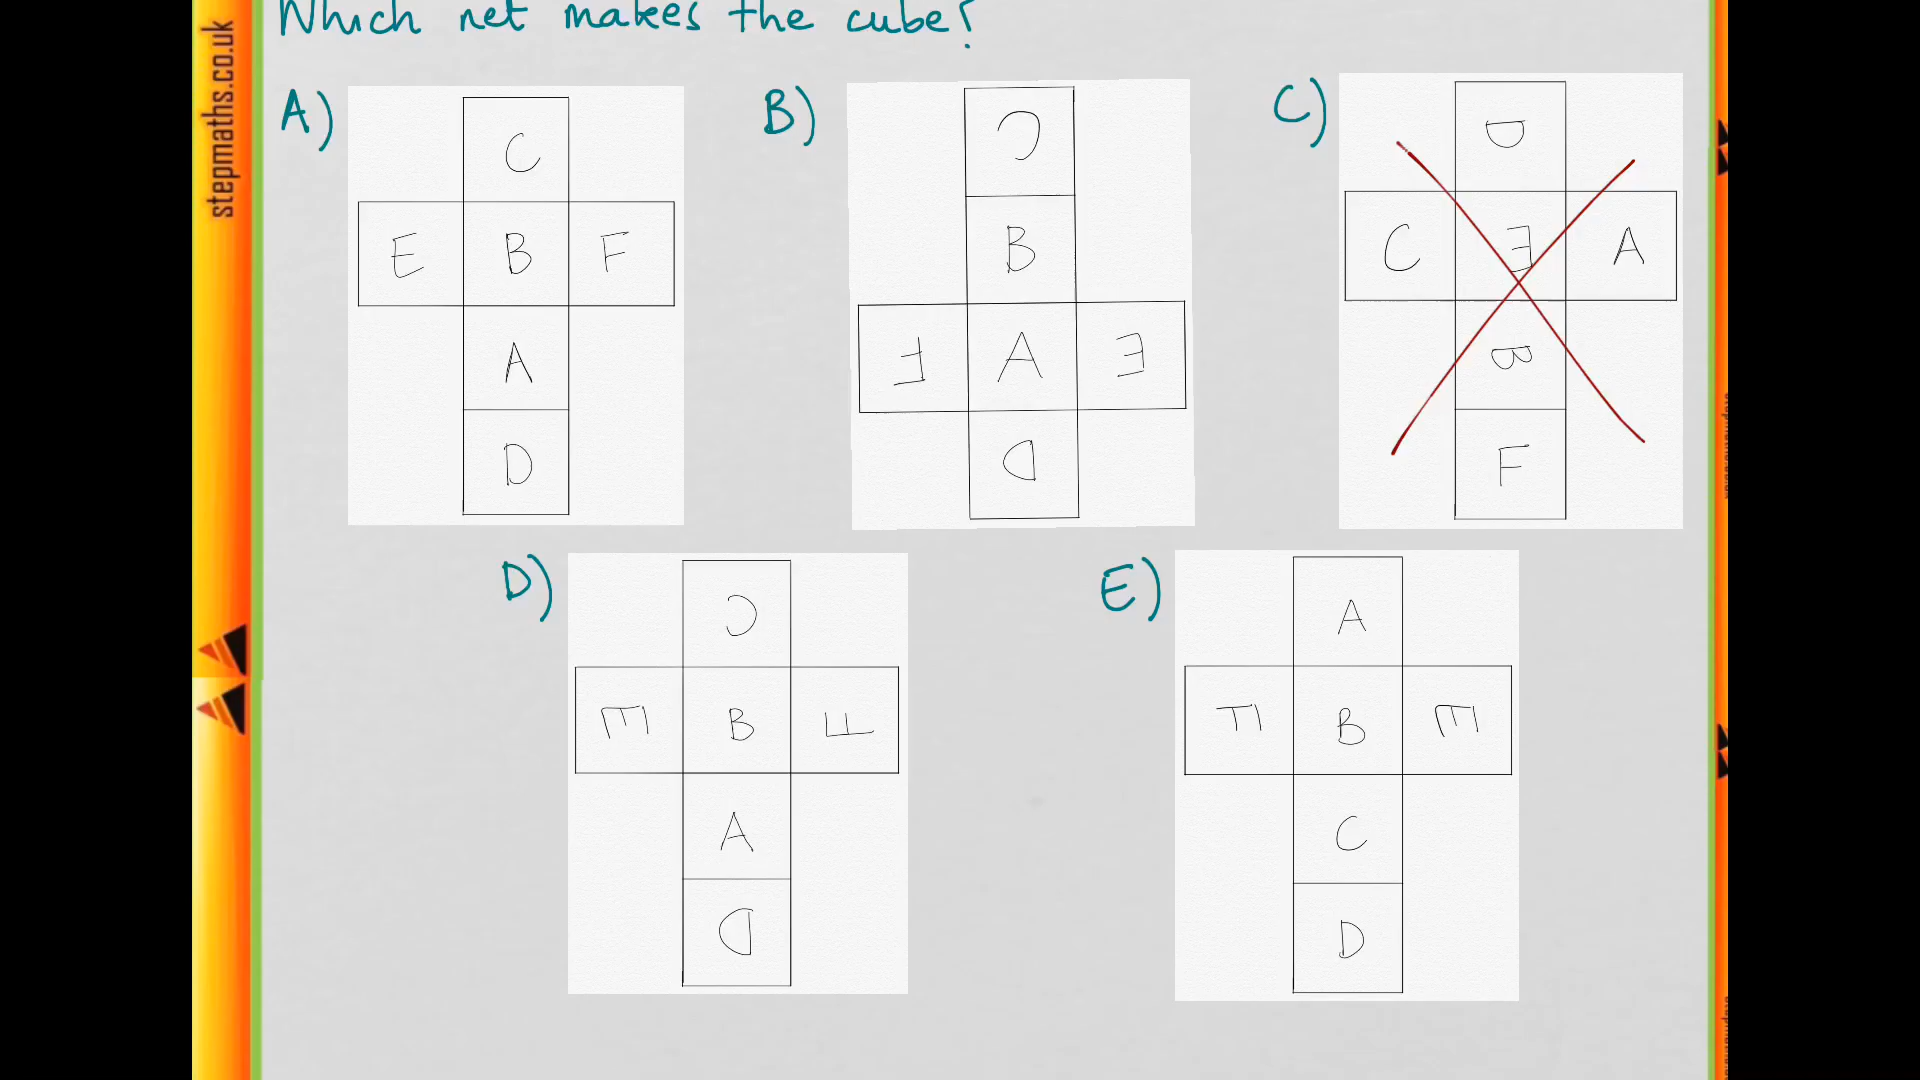 Which net makes the cube?
stepmaths.co.uk
A)
C
E B F
A
D
B)
C
B
F A E
D
C)
D
C E A
B
F
D)
C
E B F
A
D
E)
A
F B E
C
D